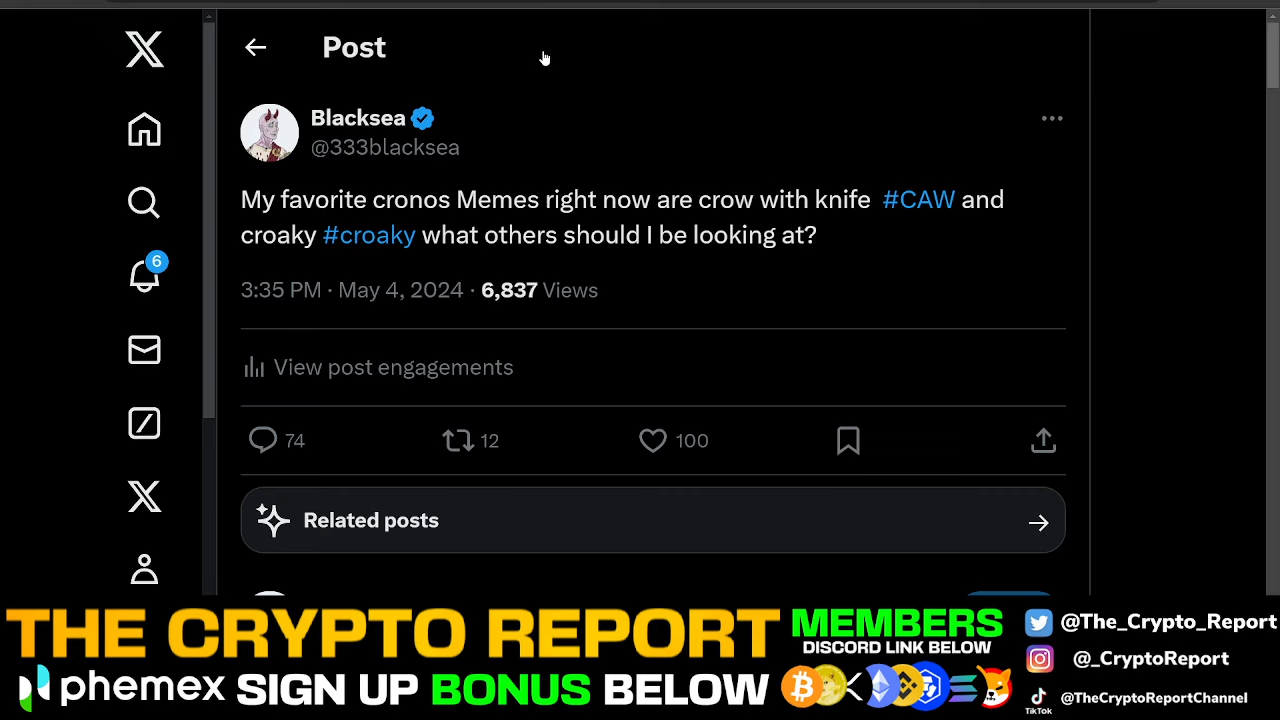 Post
Blacksea
@333blacksea
My favorite cronos Memes right now are crow with knife #CAW and
croaky #croaky what others should I be looking at?
3:35 PM · May 4, 2024 · 6,837 Views
6
View post engagements
74 12 100
Related posts
THE CRYPTO REPORT
MEMBERS
DISCORD LINK BELOW
@The_Crypto_Report
@_CryptoReport
phemex SIGN UP BONUS BELOW
TikTok
@TheCryptoReportChannel